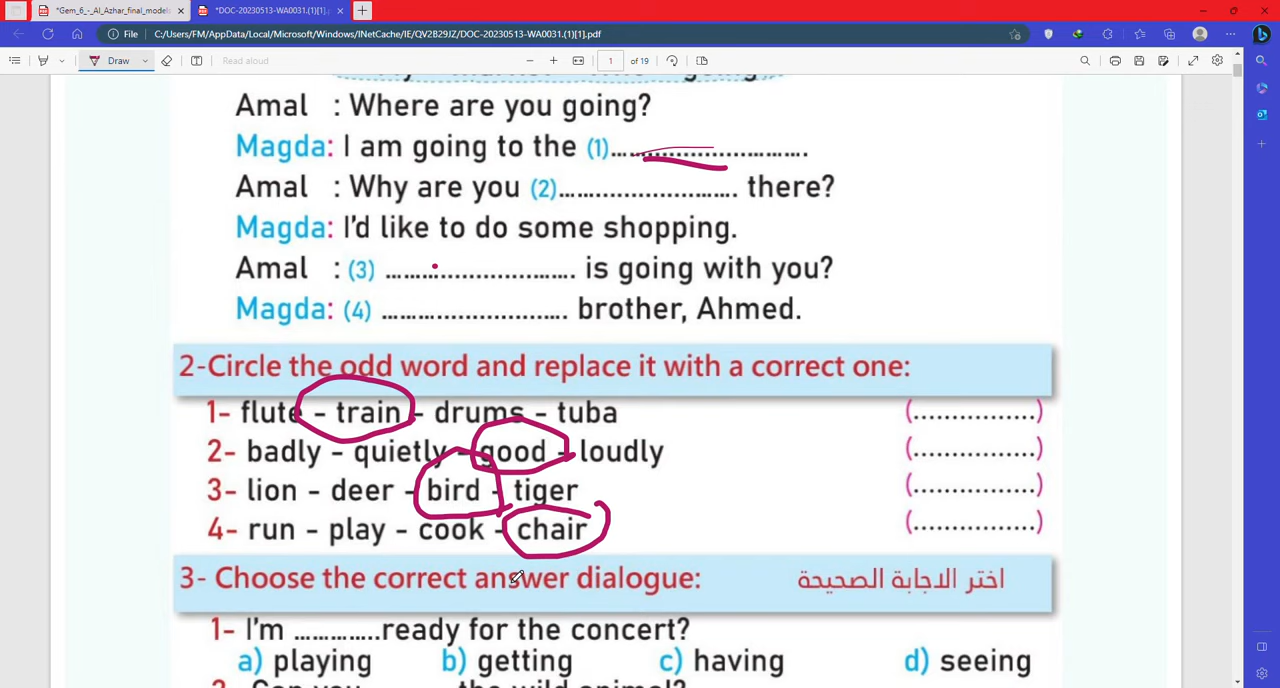 *Gem_6_-_Al_Azhar_final_models
*DOC-20230513-WA0031.(1)[1].
File C:/Users/FM/AppData/Local/Microsoft/Windows/INetCache/IE/QV2B29JZ/DOC-20230513-WA0031.(1)[1].pdf
Draw Read aloud 1 of 19
Amal : Where are you going?
Magda: I am going to the (1)........................
Amal : Why are you (2)........................ there?
Magda: I'd like to do some shopping.
Amal : (3) ........................ is going with you?
Magda: (4) ........................ brother, Ahmed.
2-Circle the odd word and replace it with a correct one:
1- flute - train - drums - tuba (................)
2- badly - quietly - good - loudly (................)
3- lion - deer - bird - tiger (................)
4- run - play - cook - chair (................)
3- Choose the correct answer dialogue: اختر الاجابة الصحيحة
1- I'm ..............ready for the concert?
a) playing b) getting c) having d) seeing